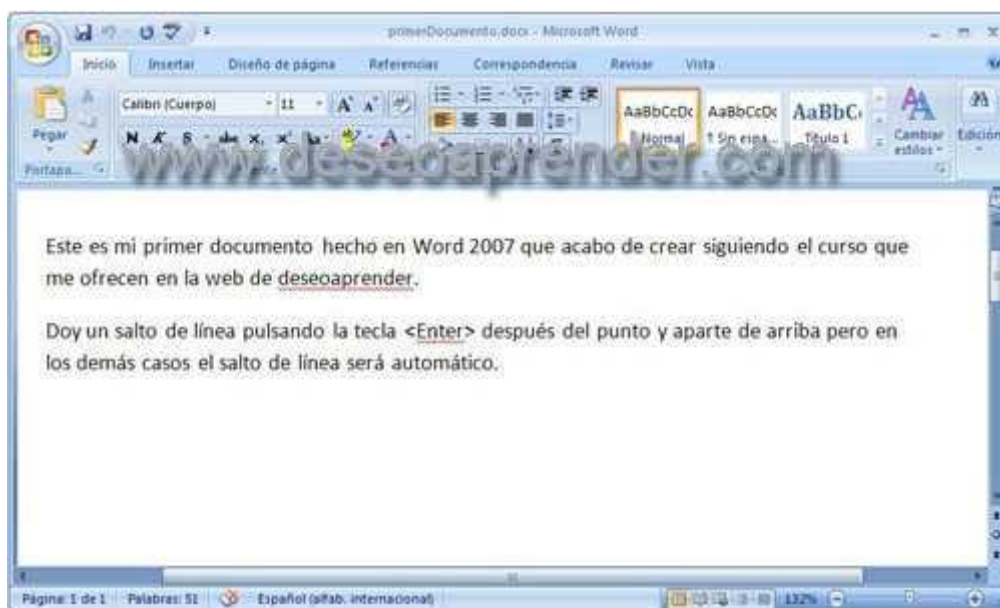 primerDocumento.docx - Microsoft Word
Inicio Insertar Diseño de página Referencias Correspondencia Revisar Vista
Calibri (Cuerpo) 11
AaBbCcDc AaBbCcDc AaBbC
Pegar
N K S abc x, x' A
Normal Sin espa... Título 1
Cambiar estilos
Edición
Portapa...
www.deseoaprender.com
Este es mi primer documento hecho en Word 2007 que acabo de crear siguiendo el curso que
me ofrecen en la web de deseoaprender.
Doy un salto de línea pulsando la tecla <Enter> después del punto y aparte de arriba pero en
los demás casos el salto de línea será automático.
Página: 1 de 1 Palabras: 51 Español (alfab. internacional) 132%